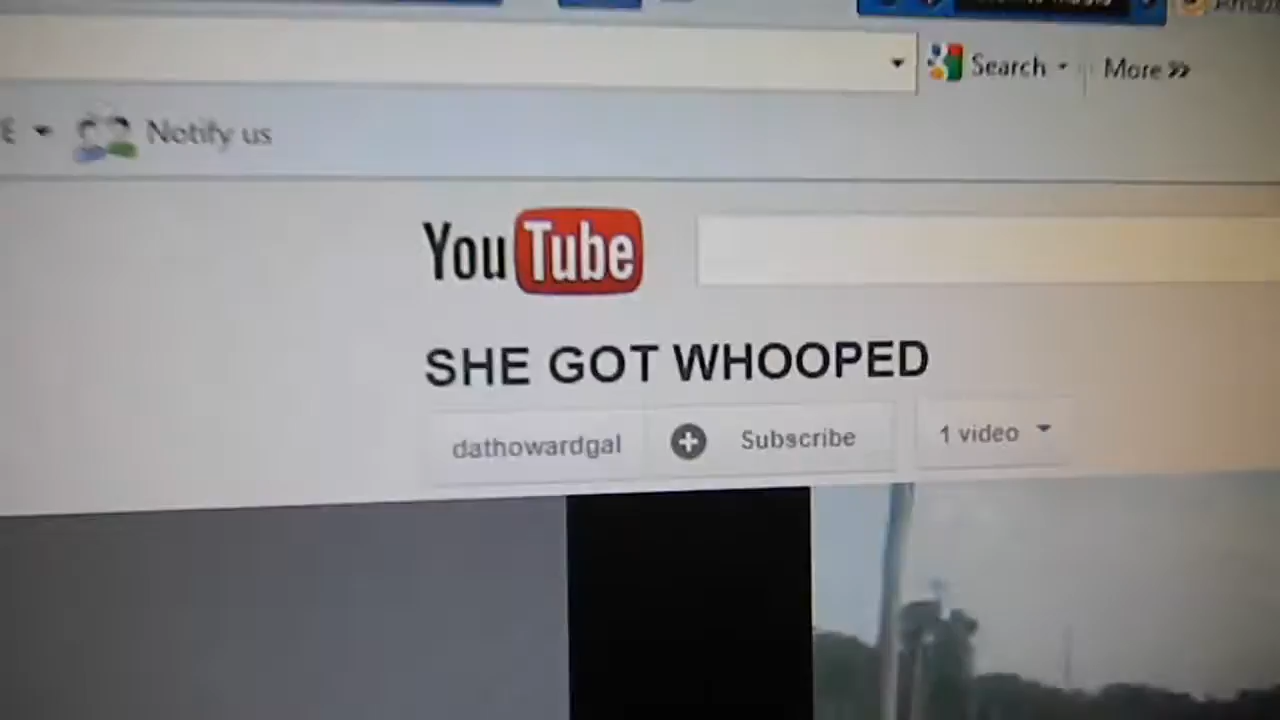 Search
More »
Notify us
YouTube
SHE GOT WHOOPED
dathowardgal
Subscribe
1 video